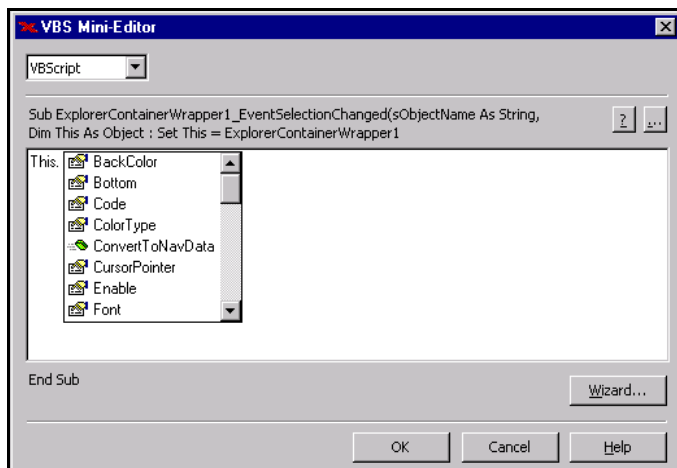 VBS Mini-Editor
VBScript
Sub ExplorerContainerWrapper1_EventSelectionChanged(sObjectName As String,
Dim This As Object : Set This = ExplorerContainerWrapper1
? ...
This. BackColor
Bottom
Code
ColorType
ConvertToNavData
CursorPointer
Enable
Font
End Sub
Wizard...
OK Cancel Help